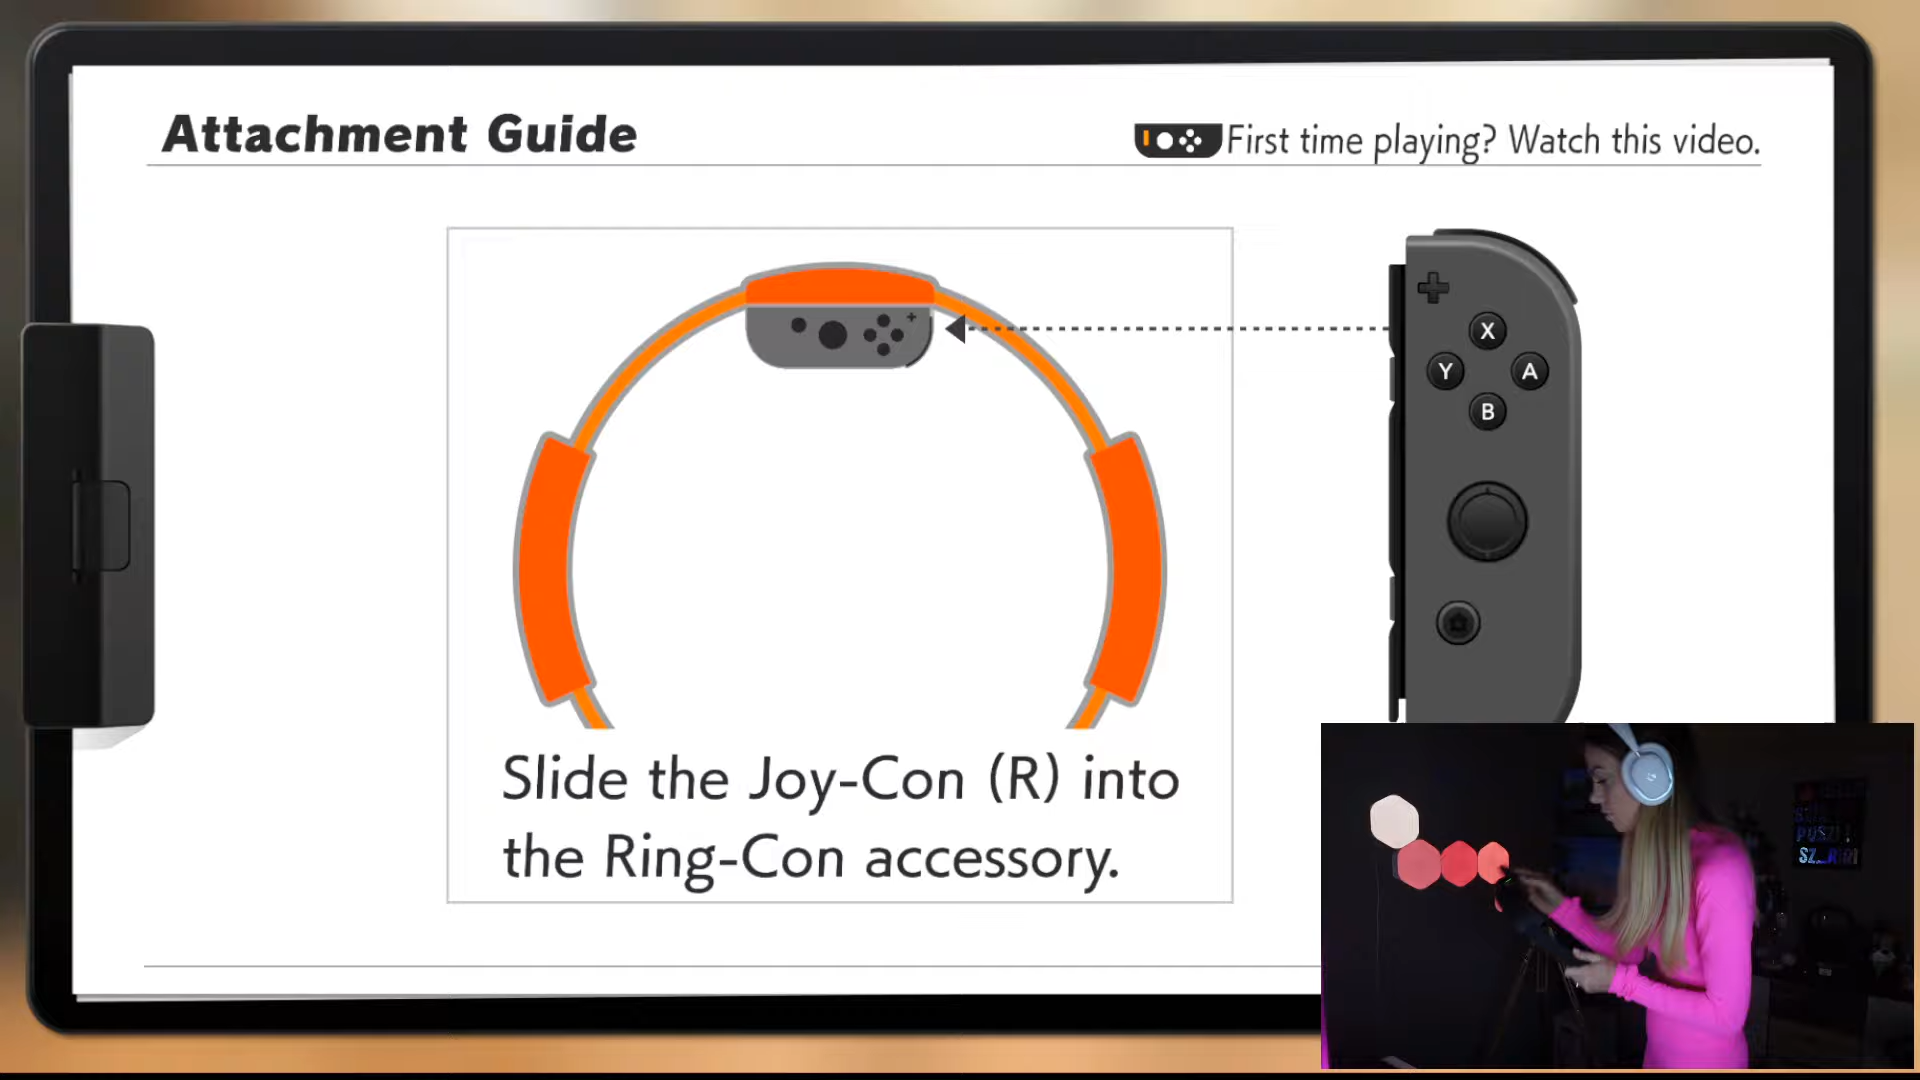 Attachment Guide
First time playing? Watch this video.
X
Y A
B
Slide the Joy-Con (R) into
the Ring-Con accessory.